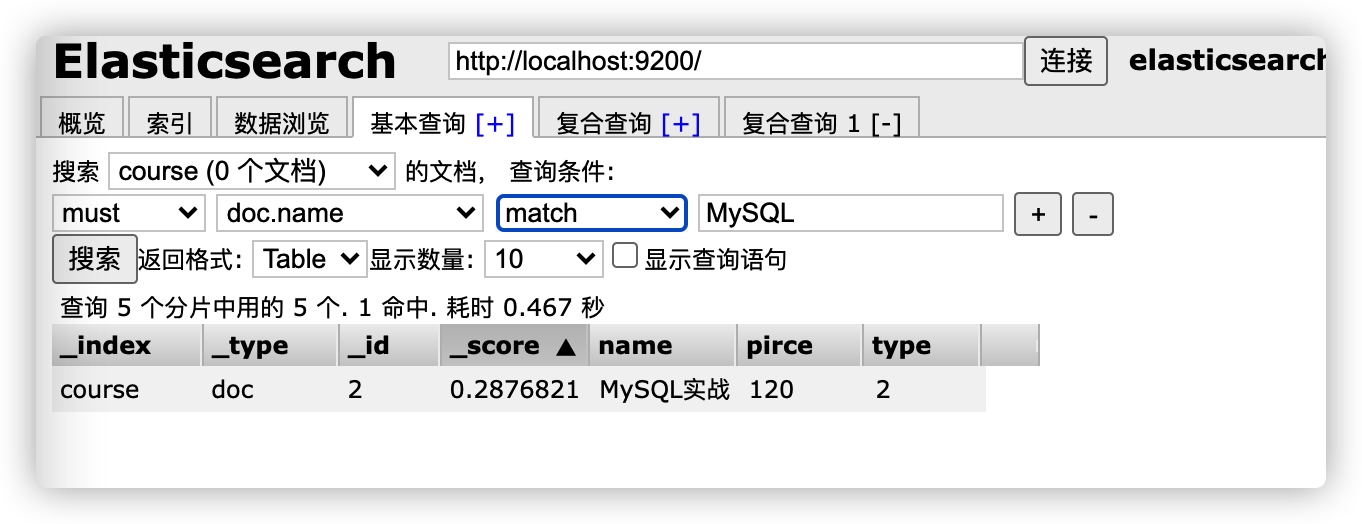 Elasticsearch http://localhost:9200/ 连接 elasticsearch
概览 索引 数据浏览 基本查询 [+] 复合查询 [+] 复合查询 1 [-]
搜索 course (0 个文档) 的文档, 查询条件:
must doc.name match MySQL + -
搜索 返回格式: Table 显示数量: 10 显示查询语句
查询 5 个分片中用的 5 个. 1 命中. 耗时 0.467 秒
_index _type _id _score ▲ name pirce type
course doc 2 0.2876821 MySQL实战 120 2